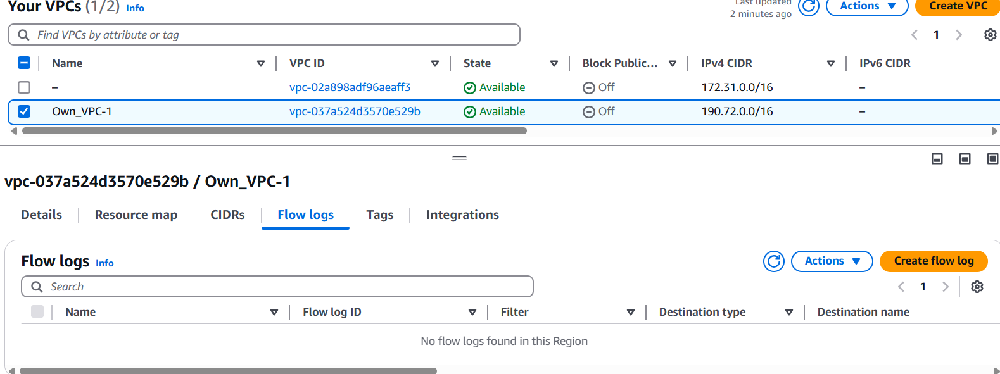 Your VPCs (1/2) Info
Last updated
2 minutes ago
Actions
Create VPC
Find VPCs by attribute or tag
1
Name VPC ID State Block Public... IPv4 CIDR IPv6 CIDR
– vpc-02a898adf96aeaff3 Available Off 172.31.0.0/16 –
Own_VPC-1 vpc-037a524d3570e529b Available Off 190.72.0.0/16 –
vpc-037a524d3570e529b / Own_VPC-1
Details Resource map CIDRs Flow logs Tags Integrations
Flow logs Info
Actions
Create flow log
Search
1
Name Flow log ID Filter Destination type Destination name
No flow logs found in this Region